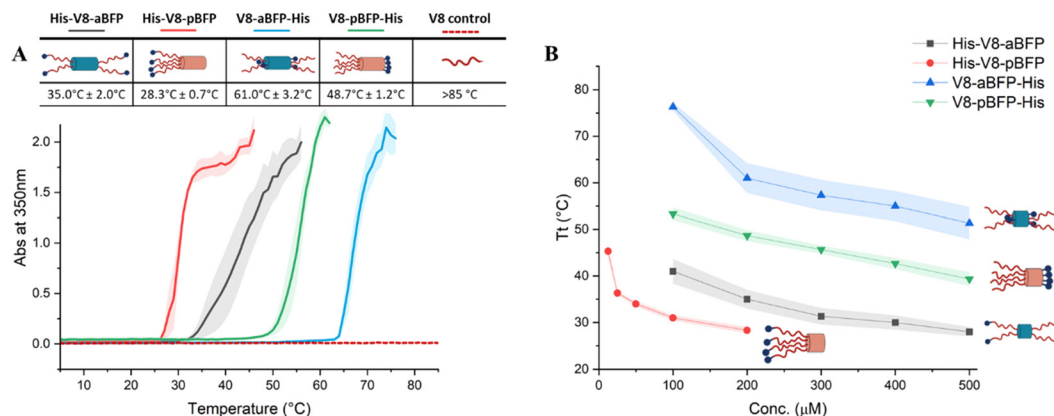 His-V8-aBFP His-V8-pBFP V8-aBFP-His V8-pBFP-His V8 control
A
35.0°C ± 2.0°C 28.3°C ± 0.7°C 61.0°C ± 3.2°C 48.7°C ± 1.2°C >85 °C
2.0
1.5
1.0
0.5
0.0
Abs at 350nm
10 20 30 40 50 60 70 80
Temperature (°C)
B
His-V8-aBFP
His-V8-pBFP
V8-aBFP-His
V8-pBFP-His
80
70
60
50
40
30
20
Tt (°C)
0 100 200 300 400 500
Conc. (μM)